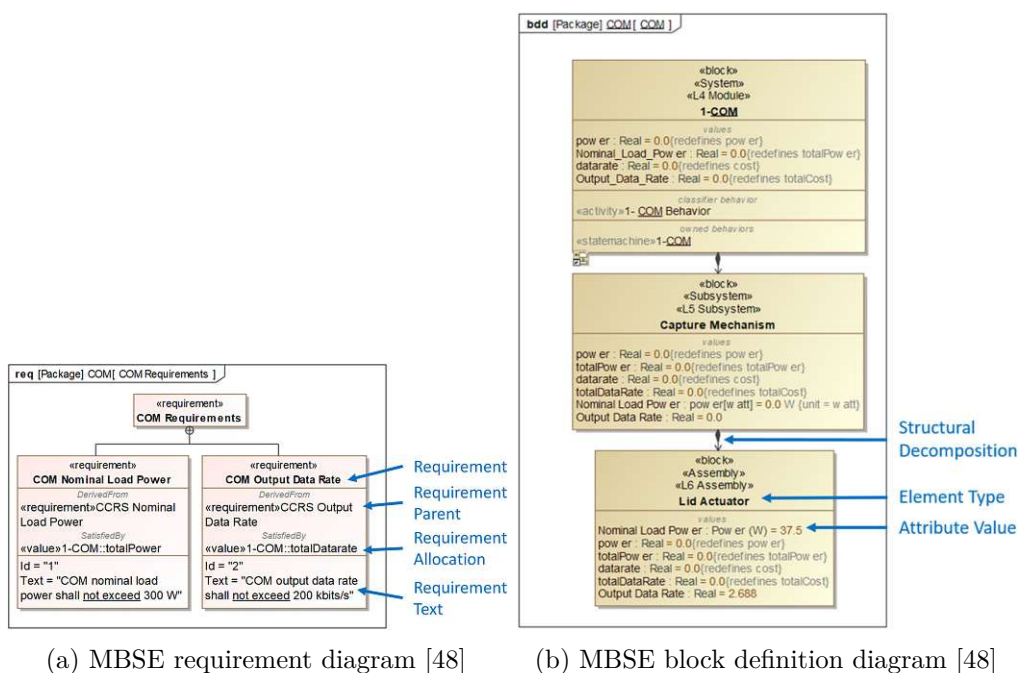 req [Package] COM[ COM Requirements ]
«requirement»
COM Requirements
«requirement»
COM Nominal Load Power
DerivedFrom
«requirement»CCRS Nominal
Load Power
SatisfiedBy
«value»1-COM::totalPower
Id = "1"
Text = "COM nominal load
power shall not exceed 300 W"
«requirement»
COM Output Data Rate
DerivedFrom
«requirement»CCRS Output
Data Rate
SatisfiedBy
«value»1-COM::totalDatarate
Id = "2"
Text = "COM output data rate
shall not exceed 200 kbits/s"
Requirement
Requirement
Parent
Requirement
Allocation
Requirement
Text
(a) MBSE requirement diagram [48]
bdd [Package] COM[ COM ]
«block»
«System»
«L4 Module»
1-COM
values
pow er : Real = 0.0{redefines pow er}
Nominal_Load_Pow er : Real = 0.0{redefines totalPow er}
datarate : Real = 0.0{redefines cost}
Output_Data_Rate : Real = 0.0{redefines totalCost}
classifier behavior
«activity»1- COM Behavior
owned behaviors
«statemachine»1-COM
«block»
«Subsystem»
«L5 Subsystem»
Capture Mechanism
values
pow er : Real = 0.0{redefines pow er}
totalPow er : Real = 0.0{redefines totalPow er}
datarate : Real = 0.0{redefines cost}
totalDataRate : Real = 0.0{redefines totalCost}
Nominal Load Pow er : pow er[w att] = 0.0 W {unit = w att}
Output Data Rate : Real = 0.0
«block»
«Assembly»
«L6 Assembly»
Lid Actuator
values
Nominal Load Pow er : Pow er (W) = 37.5
pow er : Real = 0.0{redefines pow er}
totalPow er : Real = 0.0{redefines totalPow er}
datarate : Real = 0.0{redefines cost}
totalDataRate : Real = 0.0{redefines totalCost}
Output Data Rate : Real = 2.688
Structural
Decomposition
Element Type
Attribute Value
(b) MBSE block definition diagram [48]